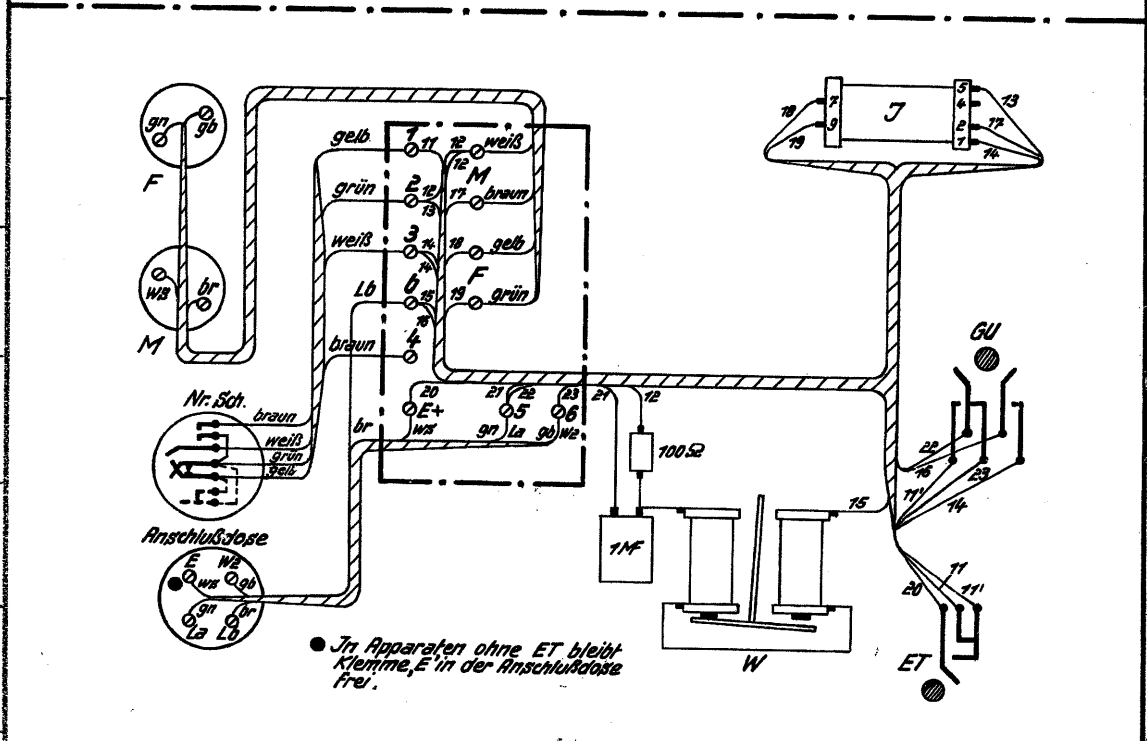 gn
gb
F
ws
br
M
gelb
1
11
12
weiß
12
M
grün
2
12
13
17
braun
weiß
3
14
14
18
gelb
F
Lb
6
15
16
19
grün
braun
4
20
E+
ws
21
22
5
gn
La
23
6
gb
W2
br
21
12
100Ω
1MF
15
W
Nr. Sch.
braun
weiß
grün
gelb
Anschlußdose
E
W2
ws
gb
gn
br
La
Lb
J
7
9
18
19
5
4
2
1
13
17
14
GU
22
16
11'
23
14
20
11
11'
ET
Jn Apparaten ohne ET bleibt
Klemme „E" in der Anschlußdose
frei.